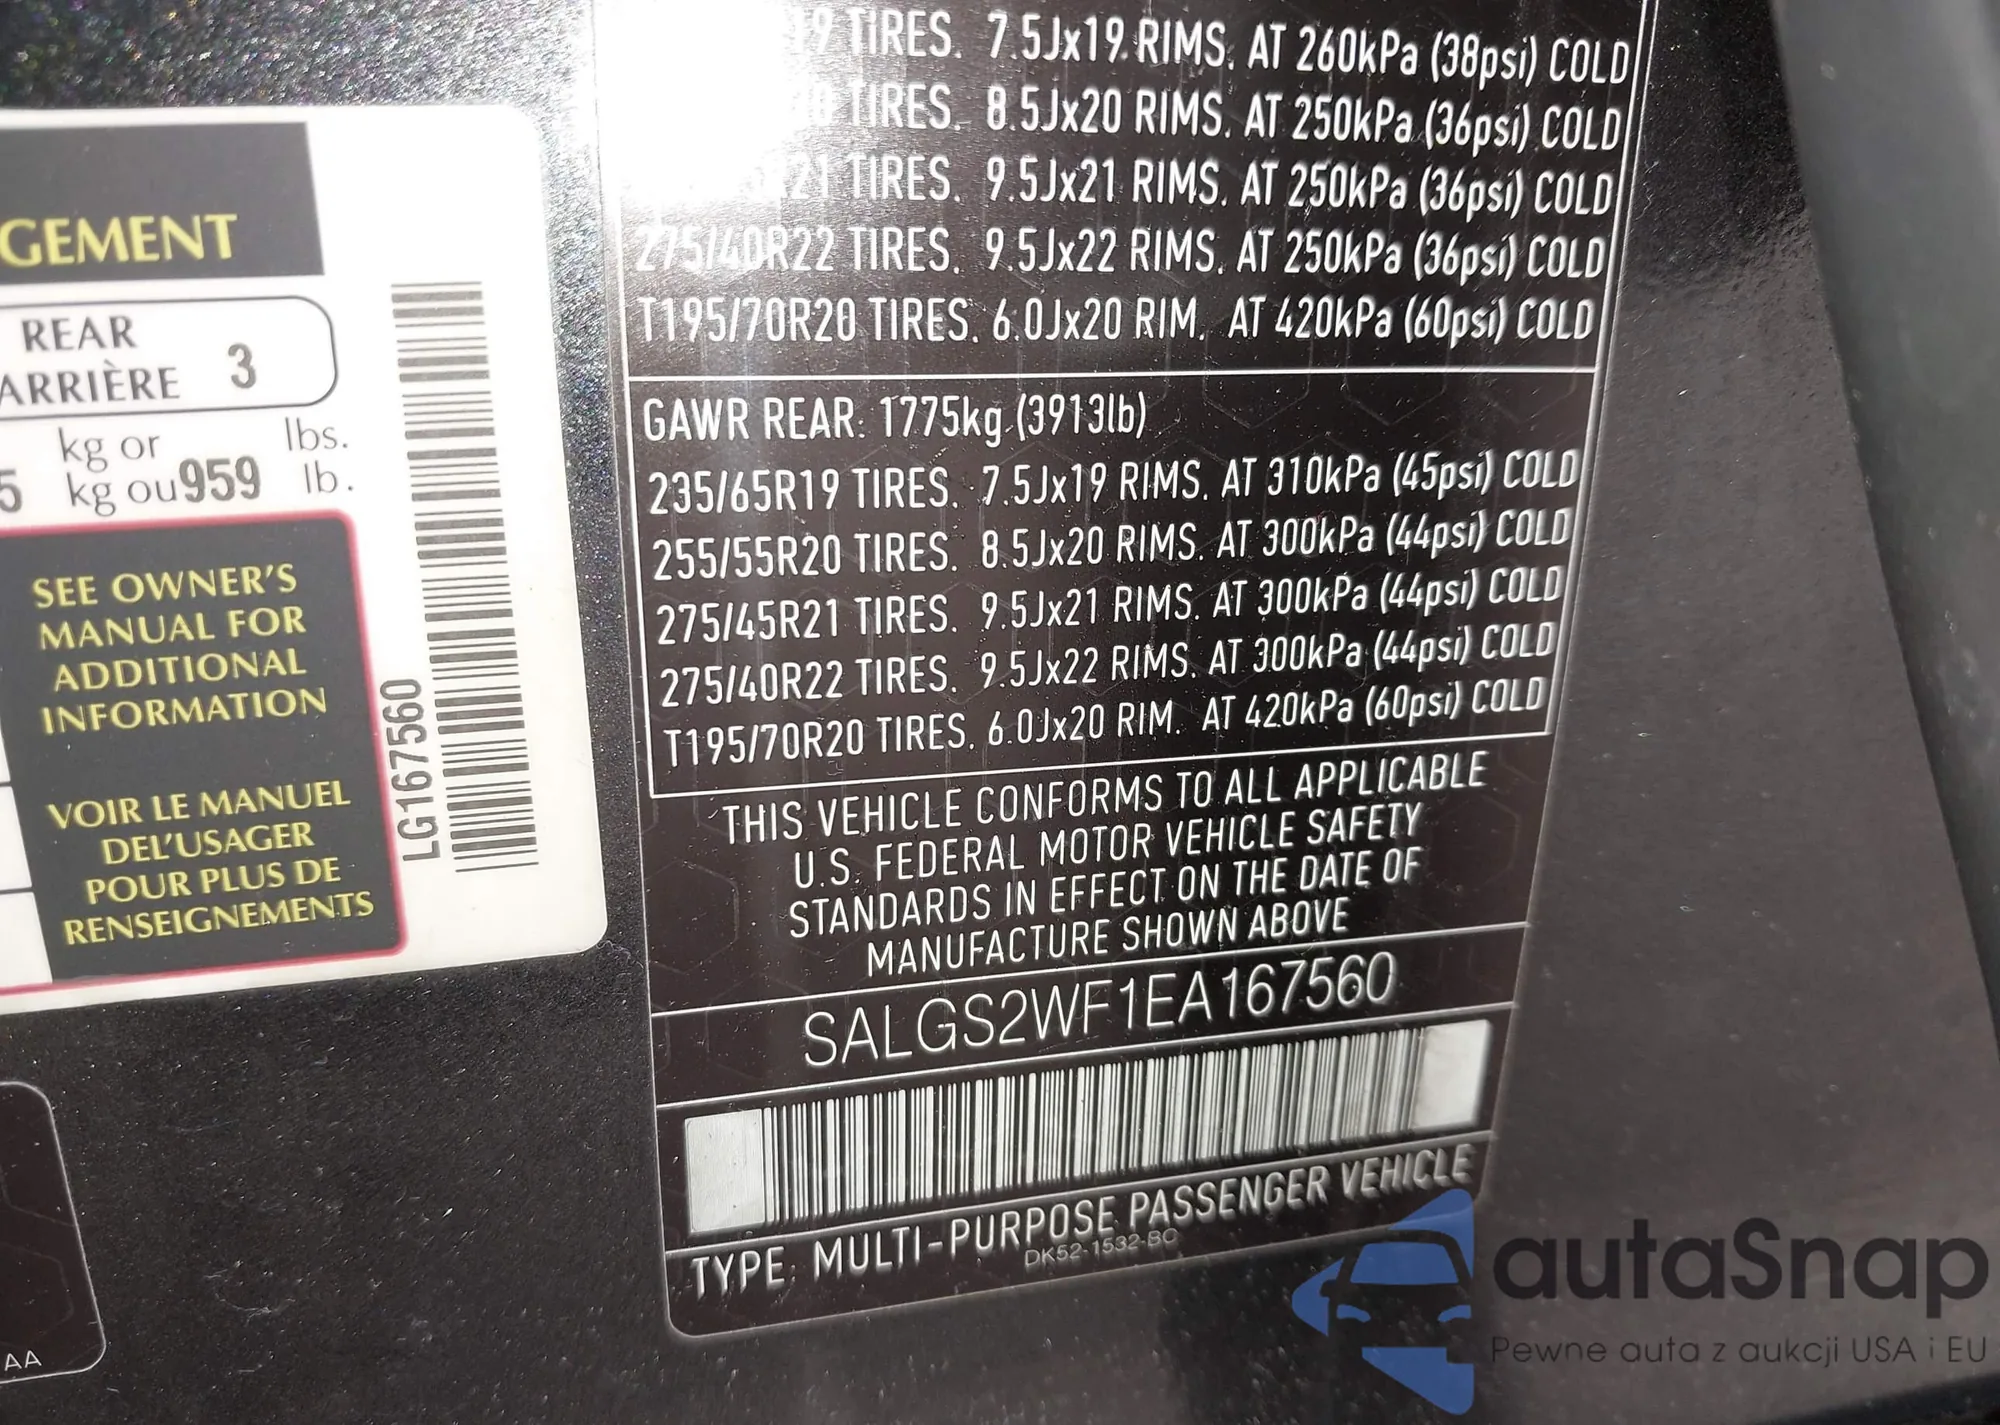 GEMENT
REAR
ARRIÈRE 3
kg or lbs.
5 kg ou 959 lb.
SEE OWNER'S
MANUAL FOR
ADDITIONAL
INFORMATION
VOIR LE MANUEL
DEL'USAGER
POUR PLUS DE
RENSEIGNEMENTS
LG167560
AA
19 TIRES. 7.5Jx19 RIMS. AT 260kPa (38psi) COLD
TIRES. 8.5Jx20 RIMS. AT 250kPa (36psi) COLD
21 TIRES. 9.5Jx21 RIMS. AT 250kPa (36psi) COLD
275/40R22 TIRES. 9.5Jx22 RIMS. AT 250kPa (36psi) COLD
T195/70R20 TIRES. 6.0Jx20 RIM. AT 420kPa (60psi) COLD
GAWR REAR: 1775kg (3913lb)
235/65R19 TIRES. 7.5Jx19 RIMS. AT 310kPa (45psi) COLD
255/55R20 TIRES. 8.5Jx20 RIMS. AT 300kPa (44psi) COLD
275/45R21 TIRES. 9.5Jx21 RIMS. AT 300kPa (44psi) COLD
275/40R22 TIRES. 9.5Jx22 RIMS. AT 300kPa (44psi) COLD
T195/70R20 TIRES. 6.0Jx20 RIM. AT 420kPa (60psi) COLD
THIS VEHICLE CONFORMS TO ALL APPLICABLE
U.S. FEDERAL MOTOR VEHICLE SAFETY
STANDARDS IN EFFECT ON THE DATE OF
MANUFACTURE SHOWN ABOVE
SALGS2WF1EA167560
TYPE: MULTI-PURPOSE PASSENGER VEHICLE
DK52-1532-BC
autaSnap
Pewne auta z aukcji USA i EU